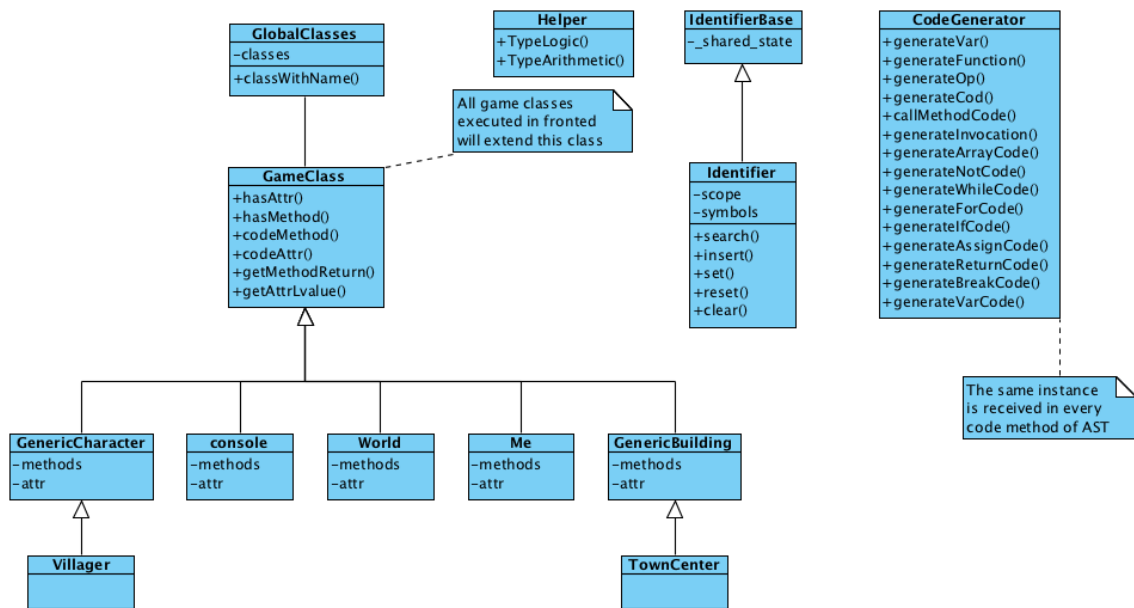 GlobalClasses
-classes
+classWithName()
Helper
+TypeLogic()
+TypeArithmetic()
IdentifierBase
-_shared_state
CodeGenerator
+generateVar()
+generateFunction()
+generateOp()
+generateCod()
+callMethodCode()
+generateInvocation()
+generateArrayCode()
+generateNotCode()
+generateWhileCode()
+generateForCode()
+generateIfCode()
+generateAssignCode()
+generateReturnCode()
+generateBreakCode()
+generateVarCode()
All game classes
executed in fronted
will extend this class
GameClass
+hasAttr()
+hasMethod()
+codeMethod()
+codeAttr()
+getMethodReturn()
+getAttrLvalue()
Identifier
-scope
-symbols
+search()
+insert()
+set()
+reset()
+clear()
The same instance
is received in every
code method of AST
GenericCharacter
-methods
-attr
console
-methods
-attr
World
-methods
-attr
Me
-methods
-attr
GenericBuilding
-methods
-attr
Villager
TownCenter